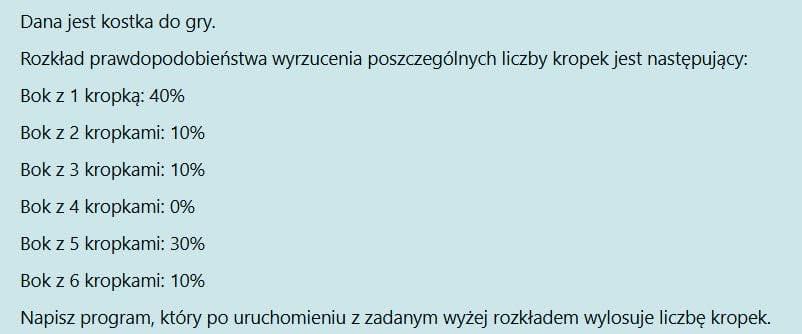 Dana jest kostka do gry.
Rozkład prawdopodobieństwa wyrzucenia poszczególnych liczby kropek jest następujący:
Bok z 1 kropką: 40%
Bok z 2 kropkami: 10%
Bok z 3 kropkami: 10%
Bok z 4 kropkami: 0%
Bok z 5 kropkami: 30%
Bok z 6 kropkami: 10%
Napisz program, który po uruchomieniu z zadanym wyżej rozkładem wylosuje liczbę kropek.